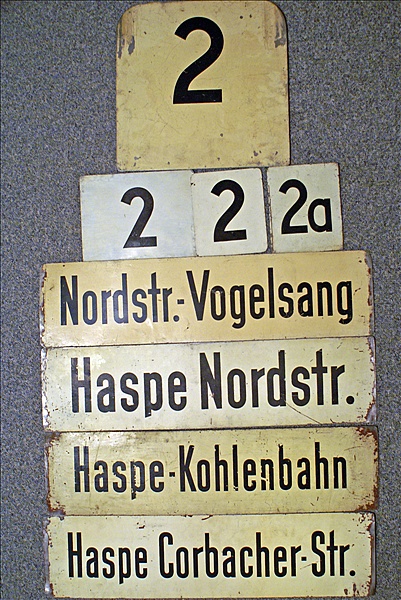 2
2 2 2a
Nordstr.-Vogelsang
Haspe Nordstr.
Haspe-Kohlenbahn
Haspe Corbacher-Str.